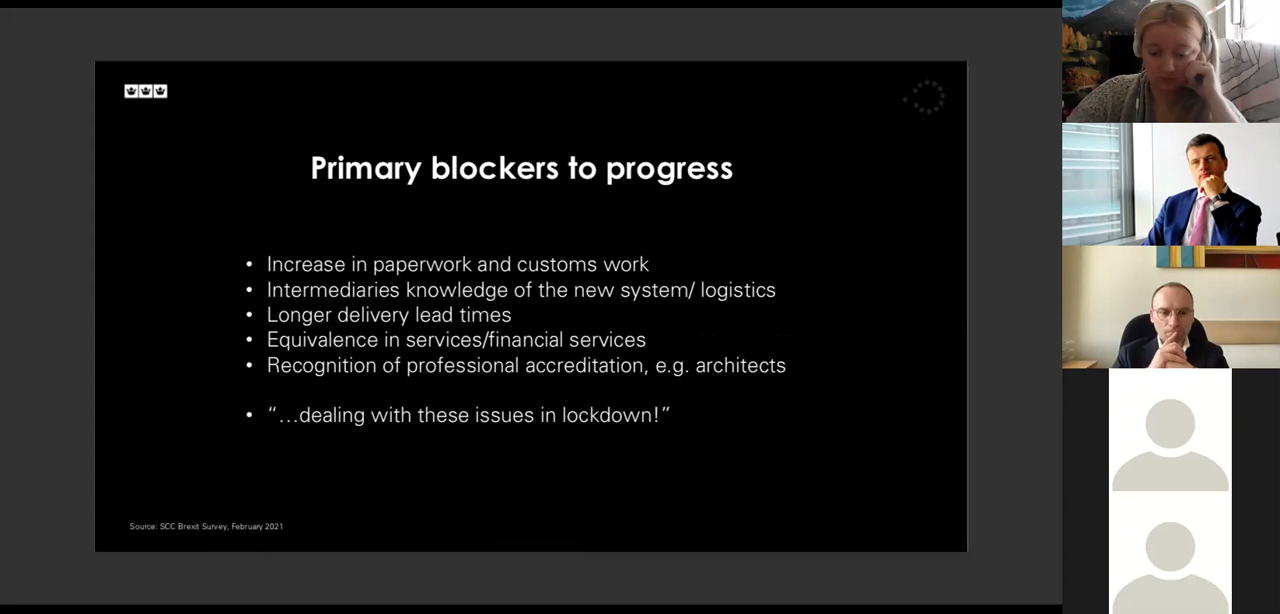 Primary blockers to progress
• Increase in paperwork and customs work
• Intermediaries knowledge of the new system/ logistics
• Longer delivery lead times
• Equivalence in services/financial services
• Recognition of professional accreditation, e.g. architects
• “…dealing with these issues in lockdown!”
Source: SCC Brexit Survey, February 2021